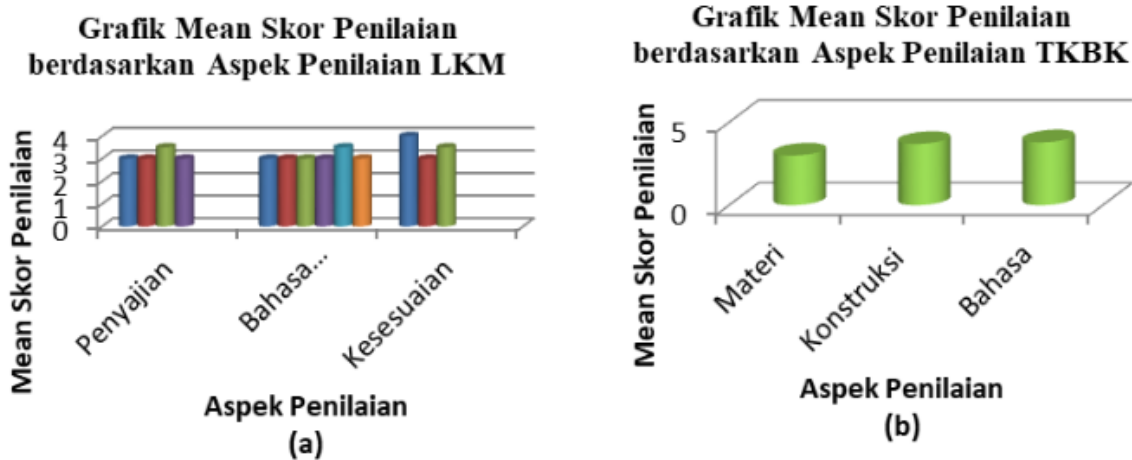 Grafik Mean Skor Penilaian
berdasarkan Aspek Penilaian LKM
Mean Skor Penilaian
4
3
2
1
0
Penyajian
Bahasa...
Kesesuaian
Aspek Penilaian
(a)
Grafik Mean Skor Penilaian
berdasarkan Aspek Penilaian TKBK
Mean Skor Penilaian
5
0
Materi
Konstruksi
Bahasa
Aspek Penilaian
(b)